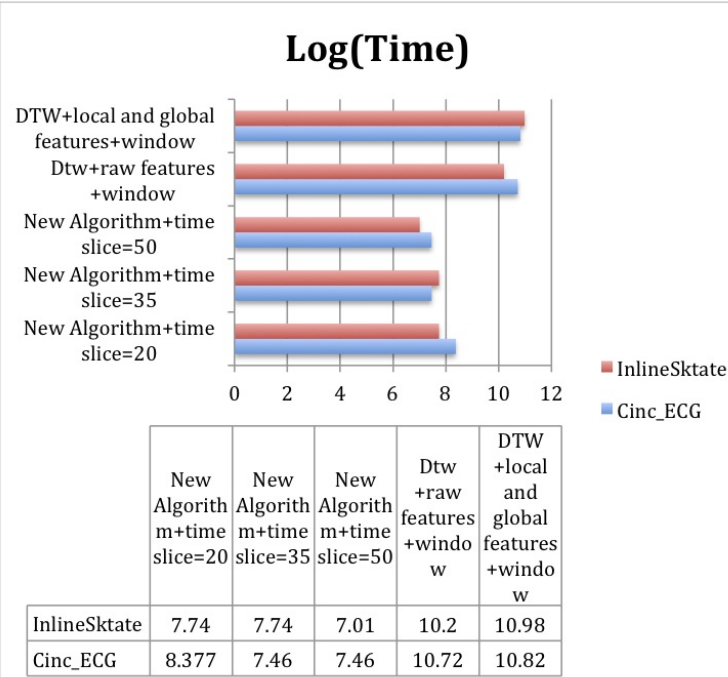 Log(Time)
DTW+local and global
features+window
Dtw+raw features
+window
New Algorithm+time
slice=50
New Algorithm+time
slice=35
New Algorithm+time
slice=20
0 2 4 6 8 10 12
InlineSktate
Cinc_ECG
New
Algorith
m+time
slice=20
New
Algorith
m+time
slice=35
New
Algorith
m+time
slice=50
Dtw
+raw
features
+windo
w
DTW
+local
and
global
features
+windo
w
InlineSktate 7.74 7.74 7.01 10.2 10.98
Cinc_ECG 8.377 7.46 7.46 10.72 10.82